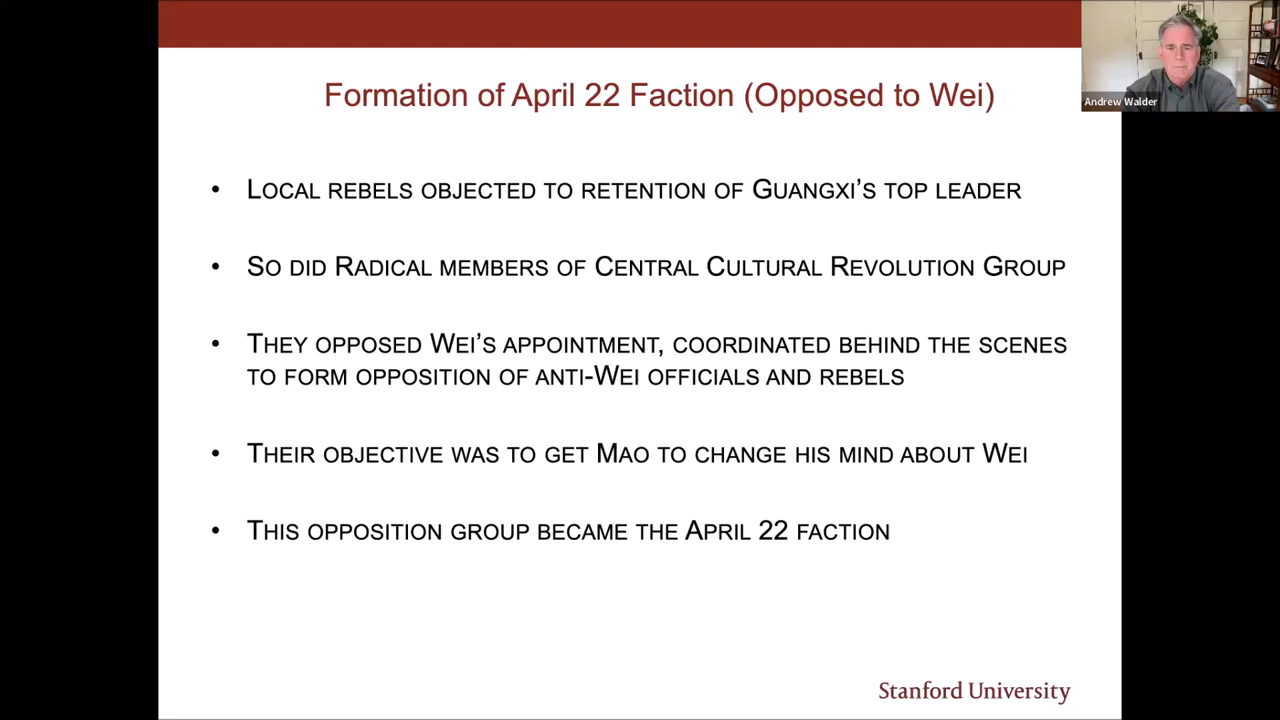 Formation of April 22 Faction (Opposed to Wei)
Andrew Walder
• Local rebels objected to retention of Guangxi’s top leader
• So did Radical members of Central Cultural Revolution Group
• They opposed Wei’s appointment, coordinated behind the scenes
to form opposition of anti-Wei officials and rebels
• Their objective was to get Mao to change his mind about Wei
• This opposition group became the April 22 faction
Stanford University